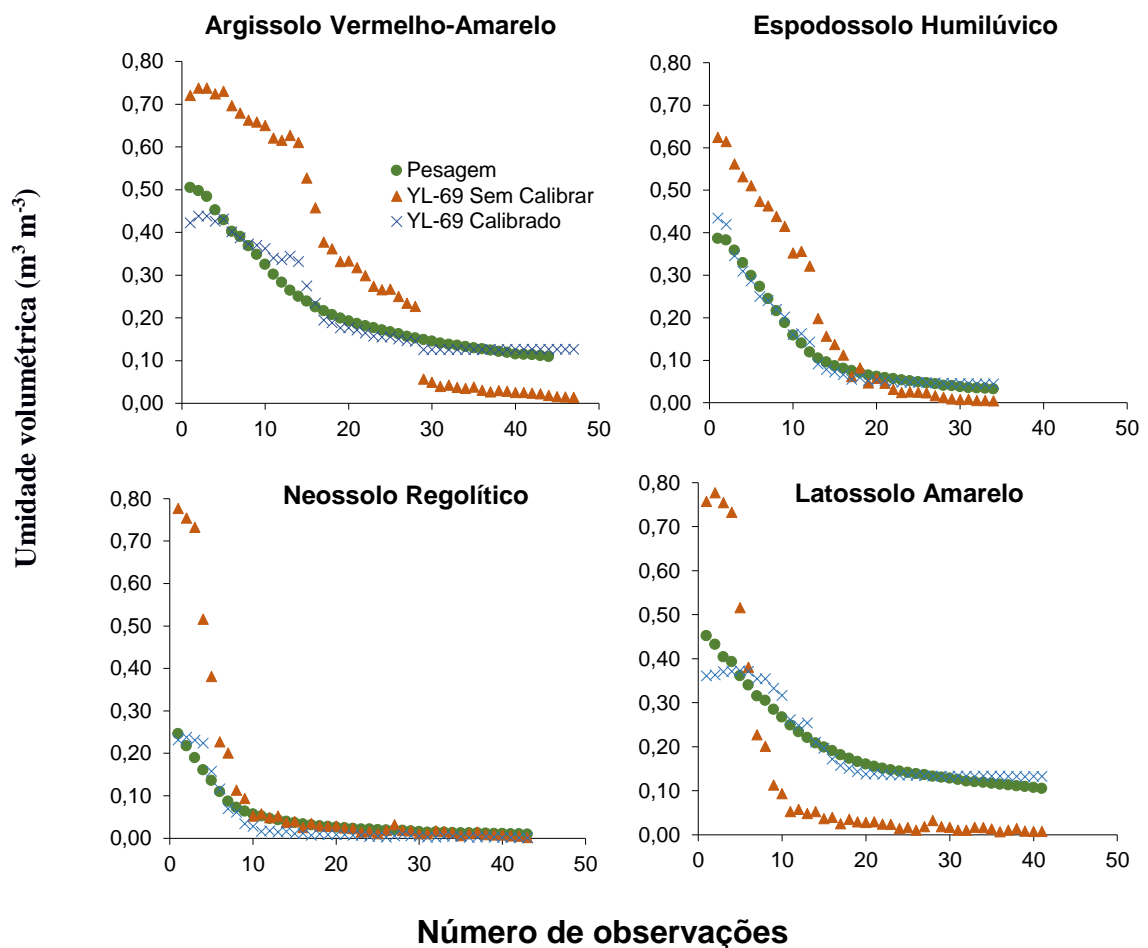 Argissolo Vermelho-Amarelo
0,80
0,70
0,60
0,50
0,40
0,30
0,20
0,10
0,00
0 10 20 30 40 50
Pesagem
YL-69 Sem Calibrar
YL-69 Calibrado
Espodossolo Humilúvico
0,80
0,70
0,60
0,50
0,40
0,30
0,20
0,10
0,00
0 10 20 30 40 50
Unidade volumétrica (m³ m⁻³)
Neossolo Regolítico
0,80
0,70
0,60
0,50
0,40
0,30
0,20
0,10
0,00
0 10 20 30 40 50
Latossolo Amarelo
0,80
0,70
0,60
0,50
0,40
0,30
0,20
0,10
0,00
0 10 20 30 40 50
Número de observações